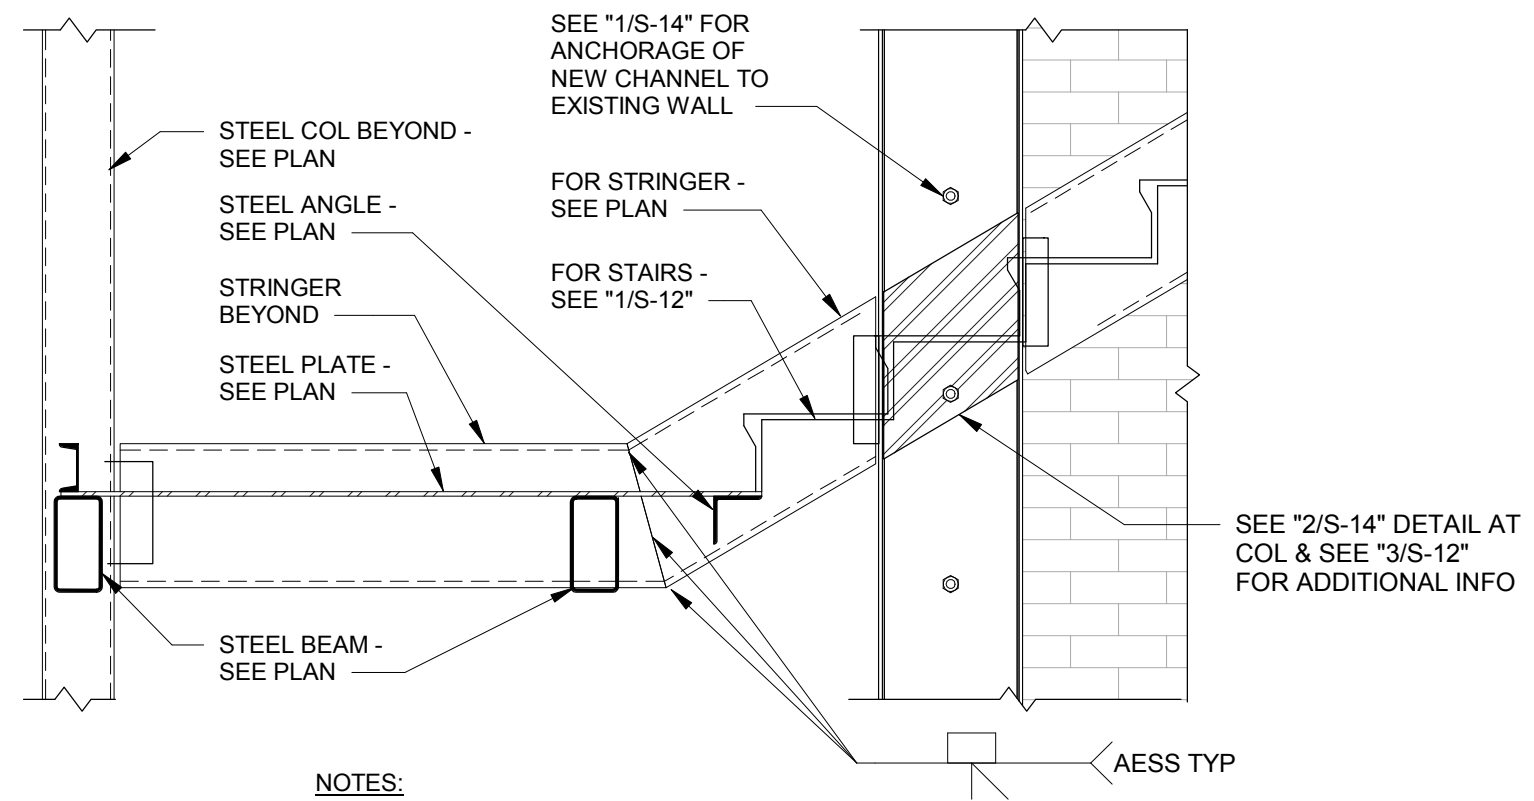 SEE "1/S-14" FOR
ANCHORAGE OF
NEW CHANNEL TO
EXISTING WALL
STEEL COL BEYOND -
SEE PLAN
STEEL ANGLE -
SEE PLAN
FOR STRINGER -
SEE PLAN
STRINGER
BEYOND
FOR STAIRS -
SEE "1/S-12"
STEEL PLATE -
SEE PLAN
SEE "2/S-14" DETAIL AT
COL & SEE "3/S-12"
FOR ADDITIONAL INFO
STEEL BEAM -
SEE PLAN
AESS TYP
NOTES: